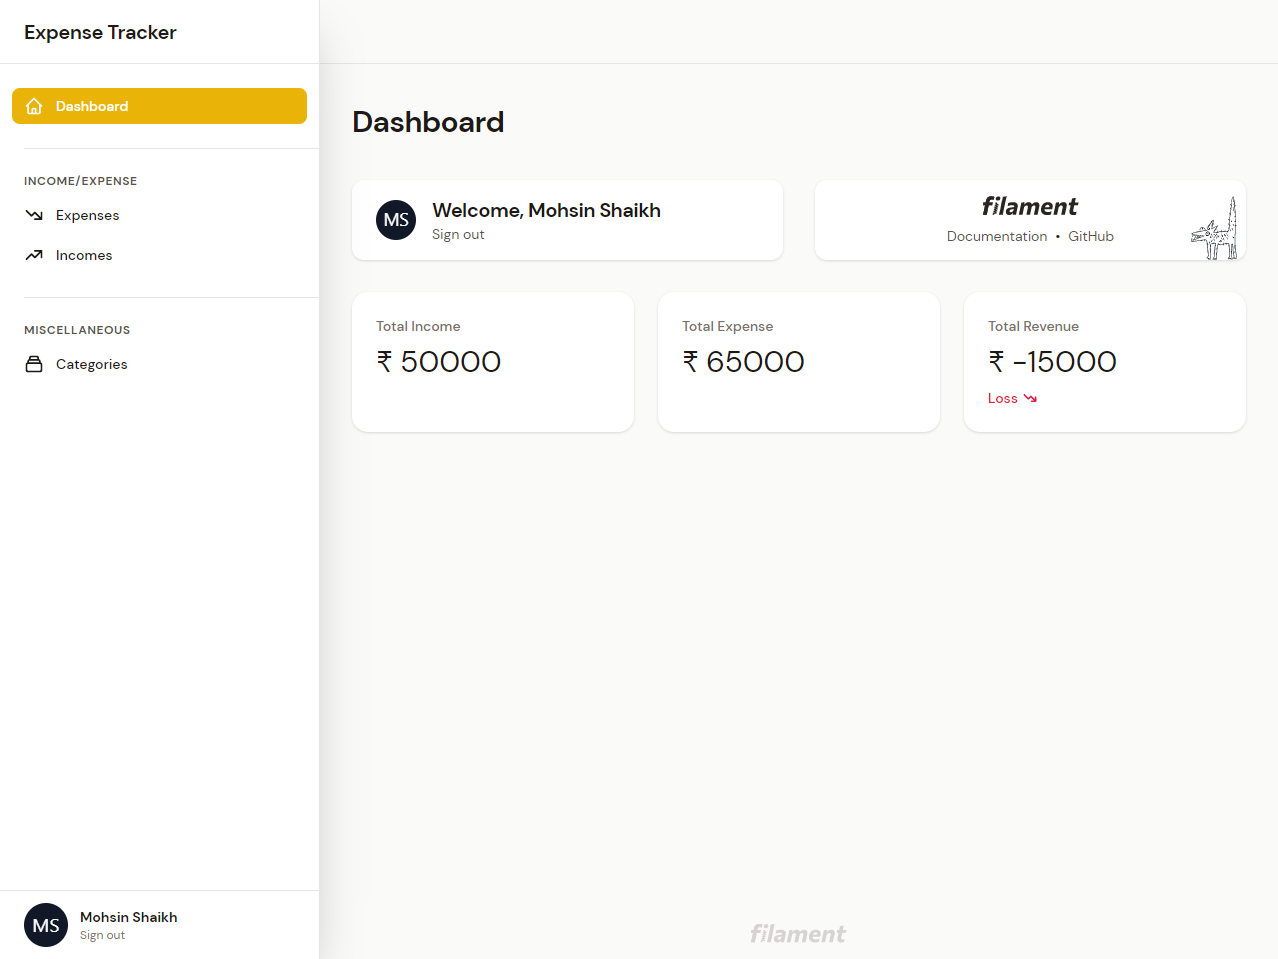 Expense Tracker
Dashboard
INCOME/EXPENSE
Expenses
Incomes
MISCELLANEOUS
Categories
MS
Mohsin Shaikh
Sign out
Dashboard
MS
Welcome, Mohsin Shaikh
Sign out
filament
Documentation • GitHub
Total Income
₹ 50000
Total Expense
₹ 65000
Total Revenue
₹ -15000
Loss
filament